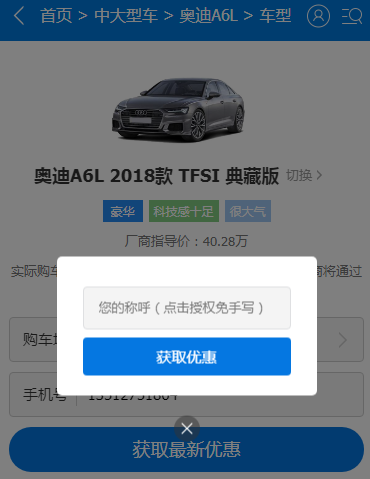 首页 > 中大型车 > 奥迪A6L > 车型
奥迪A6L 2018款 TFSI 典藏版 切换 >
豪华 科技感十足 很大气
厂商指导价：40.28万
实际购车
商将通过
您的称呼（点击授权免手写）
购车城
获取优惠
手机号
获取最新优惠